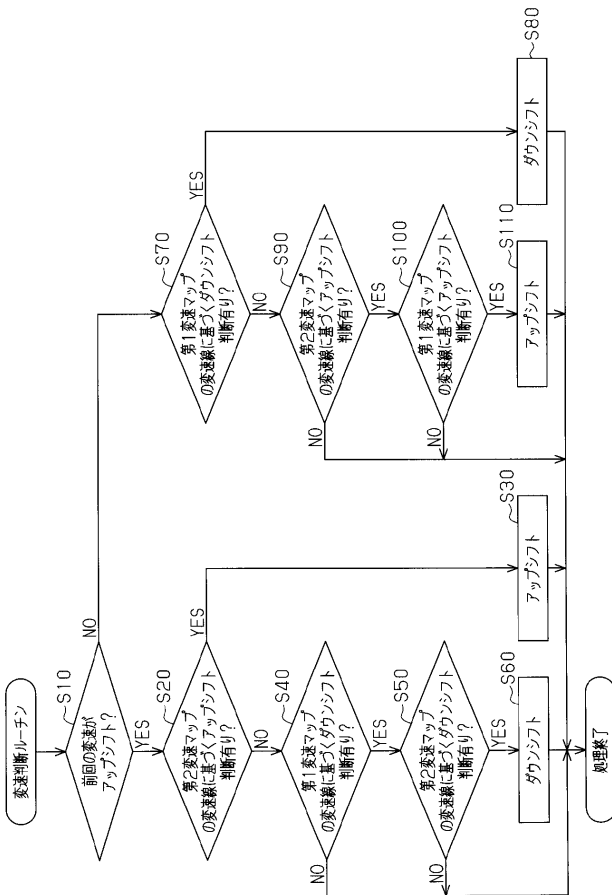 変速判断ルーチン
S10
前回の変速が
アップシフト?
NO
YES
S20
第2変速マップ
の変速線に基づくアップシフト
判断有り?
YES
NO
S30
アップシフト
S40
第1変速マップ
の変速線に基づくダウンシフト
判断有り?
NO
YES
S50
第2変速マップ
の変速線に基づくダウンシフト
判断有り?
NO
YES
S60
ダウンシフト
S70
第1変速マップ
の変速線に基づくダウンシフト
判断有り?
YES
NO
S80
ダウンシフト
S90
第2変速マップ
の変速線に基づくアップシフト
判断有り?
NO
YES
S100
第1変速マップ
の変速線に基づくアップシフト
判断有り?
NO
YES
S110
アップシフト
処理終了